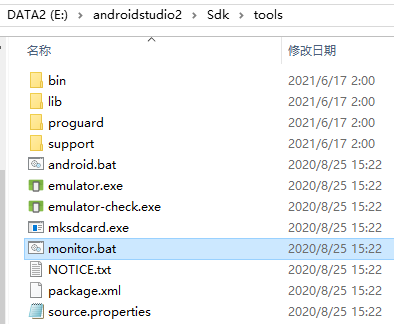 DATA2 (E:) > androidstudio2 > Sdk > tools
名称 修改日期
bin 2021/6/17 2:00
lib 2021/6/17 2:00
proguard 2021/6/17 2:00
support 2021/6/17 2:00
android.bat 2020/8/25 15:22
emulator.exe 2020/8/25 15:22
emulator-check.exe 2020/8/25 15:22
mksdcard.exe 2020/8/25 15:22
monitor.bat 2020/8/25 15:22
NOTICE.txt 2020/8/25 15:22
package.xml 2020/8/25 15:22
source.properties 2020/8/25 15:22